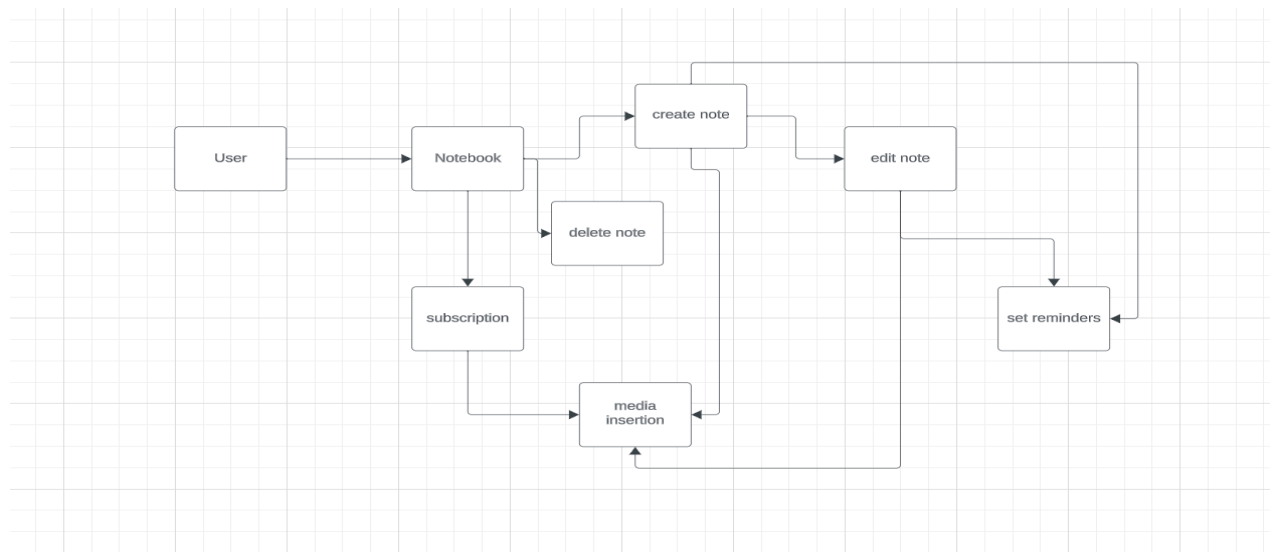 create note
User
Notebook
edit note
delete note
subscription
set reminders
media
insertion